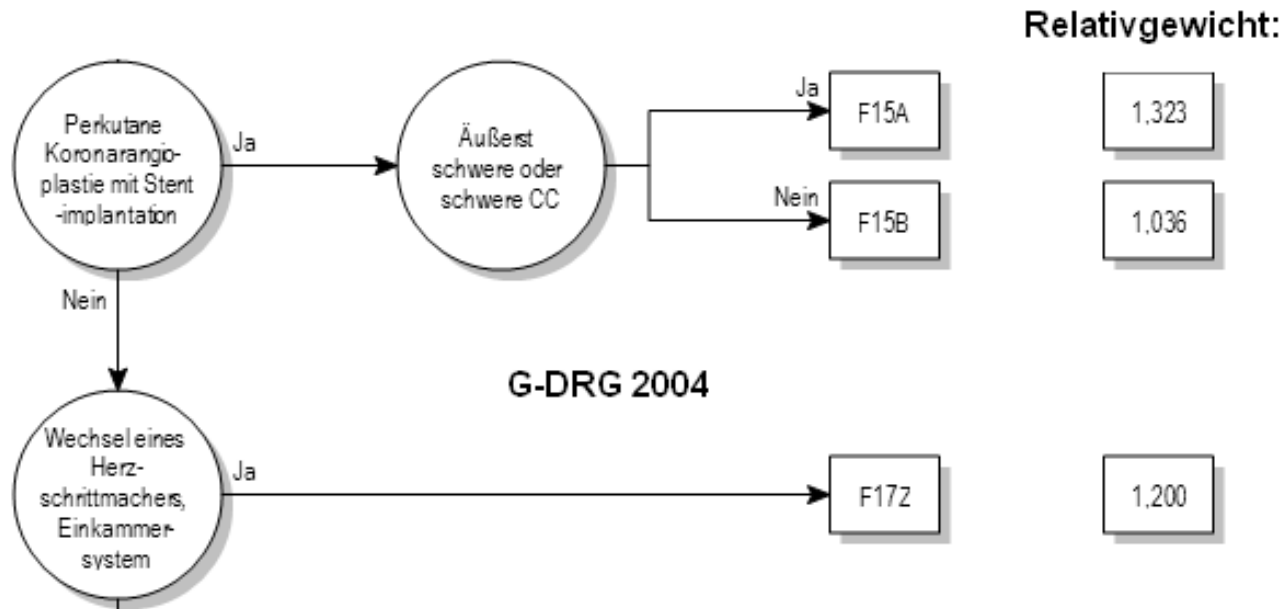 Relativgewicht:
Perkutane
Koronarangio-
plastie mit Stent
-implantation
Ja
Äußerst
schwere oder
schwere CC
Ja
F15A
1,323
Nein
F15B
1,036
Nein
G-DRG 2004
Wechsel eines
Herz-
schrittmachers,
Einkammer-
system
Ja
F17Z
1,200